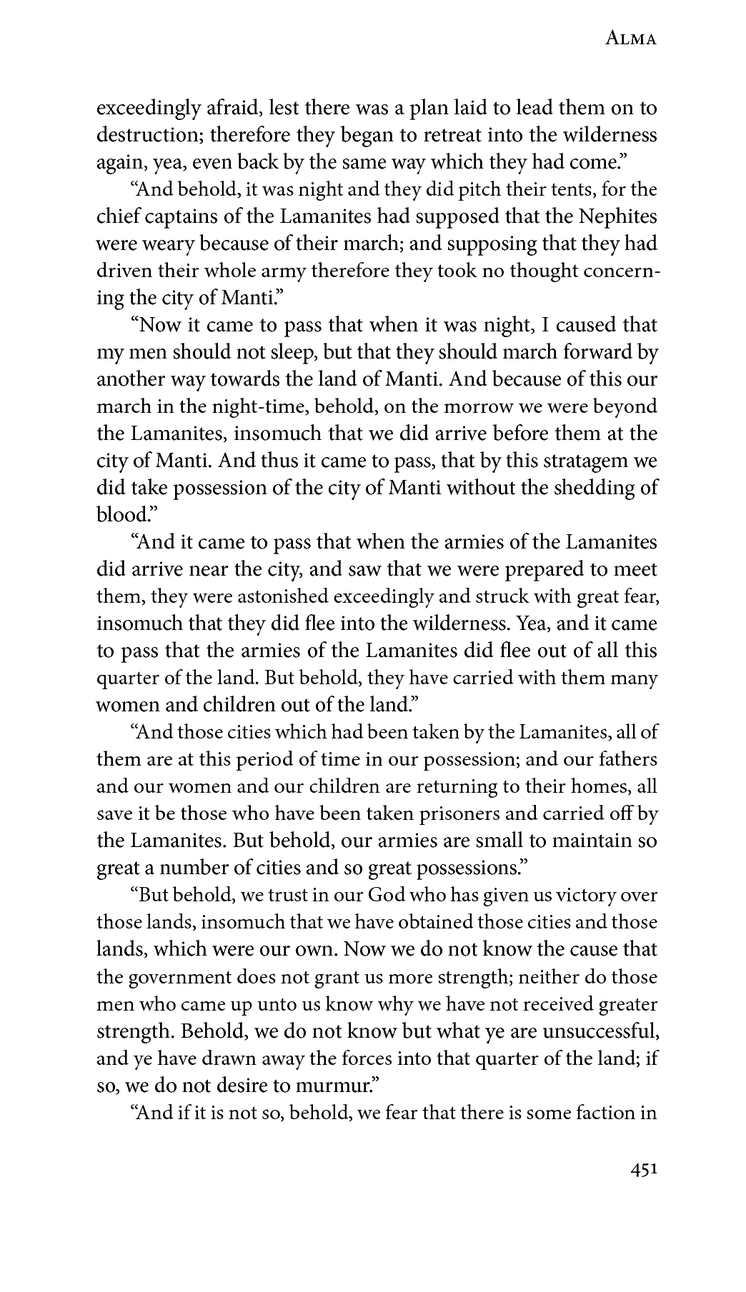 Alma
exceedingly afraid, lest there was a plan laid to lead them on to
destruction; therefore they began to retreat into the wilderness
again, yea, even back by the same way which they had come.”
“And behold, it was night and they did pitch their tents, for the
chief captains of the Lamanites had supposed that the Nephites
were weary because of their march; and supposing that they had
driven their whole army therefore they took no thought concern-
ing the city of Manti.”
“Now it came to pass that when it was night, I caused that
my men should not sleep, but that they should march forward by
another way towards the land of Manti. And because of this our
march in the night-time, behold, on the morrow we were beyond
the Lamanites, insomuch that we did arrive before them at the
city of Manti. And thus it came to pass, that by this stratagem we
did take possession of the city of Manti without the shedding of
blood.”
“And it came to pass that when the armies of the Lamanites
did arrive near the city, and saw that we were prepared to meet
them, they were astonished exceedingly and struck with great fear,
insomuch that they did flee into the wilderness. Yea, and it came
to pass that the armies of the Lamanites did flee out of all this
quarter of the land. But behold, they have carried with them many
women and children out of the land.”
“And those cities which had been taken by the Lamanites, all of
them are at this period of time in our possession; and our fathers
and our women and our children are returning to their homes, all
save it be those who have been taken prisoners and carried off by
the Lamanites. But behold, our armies are small to maintain so
great a number of cities and so great possessions.”
“But behold, we trust in our God who has given us victory over
those lands, insomuch that we have obtained those cities and those
lands, which were our own. Now we do not know the cause that
the government does not grant us more strength; neither do those
men who came up unto us know why we have not received greater
strength. Behold, we do not know but what ye are unsuccessful,
and ye have drawn away the forces into that quarter of the land; if
so, we do not desire to murmur.”
“And if it is not so, behold, we fear that there is some faction in
451